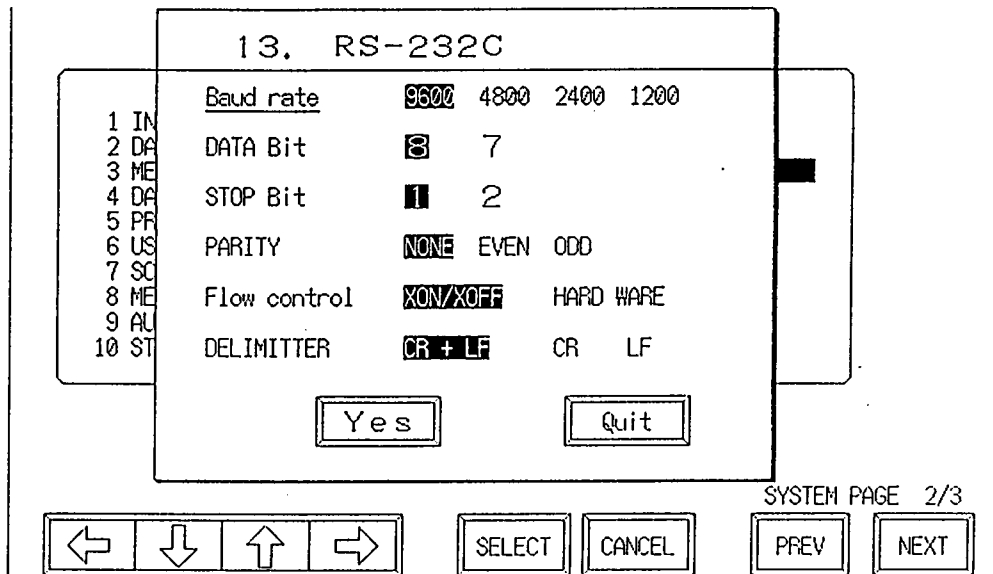 13. RS-232C
Baud rate 9600 4800 2400 1200
DATA Bit 8 7
STOP Bit 1 2
PARITY NONE EVEN ODD
Flow control XON/XOFF HARD WARE
DELIMITTER CR + LF CR LF
Yes Quit
1 IN
2 DA
3 ME
4 DA
5 PR
6 US
7 SC
8 ME
9 AU
10 ST
SYSTEM PAGE 2/3
SELECT CANCEL PREV NEXT